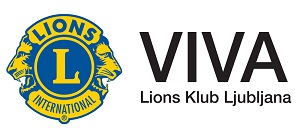 LIONS
L
INTERNATIONAL
®
VIVA
Lions Klub Ljubljana